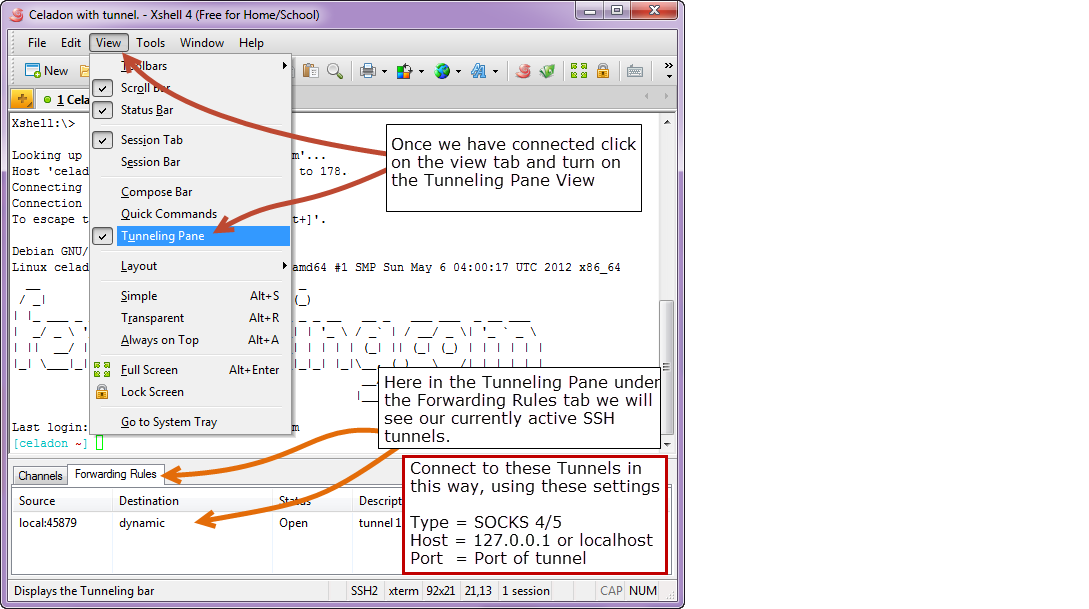 Celadon with tunnel. - Xshell 4 (Free for Home/School)
File Edit View Tools Window Help
New
1 Cela
Toolbars
Scroll Bar
Status Bar
Session Tab
Session Bar
Compose Bar
Quick Commands
Tunneling Pane
Layout
Simple Alt+S
Transparent Alt+R
Always on Top Alt+A
Full Screen Alt+Enter
Lock Screen
Go to System Tray
Xshell:\>
Looking up m'...
Host 'celad to 178.
Connecting
Connection
To escape t t+]'.
Debian GNU/
Linux celad amd64 #1 SMP Sun May 6 04:00:17 UTC 2012 x86_64
Last login: m
[celadon ~]
Once we have connected click
on the view tab and turn on
the Tunneling Pane View
Here in the Tunneling Pane under
the Forwarding Rules tab we will
see our currently active SSH
tunnels.
Channels Forwarding Rules
Source Destination Status Descript
local:45879 dynamic Open tunnel 1
Connect to these Tunnels in
this way, using these settings
Type = SOCKS 4/5
Host = 127.0.0.1 or localhost
Port = Port of tunnel
Displays the Tunneling bar SSH2 xterm 92x21 21,13 1 session CAP NUM